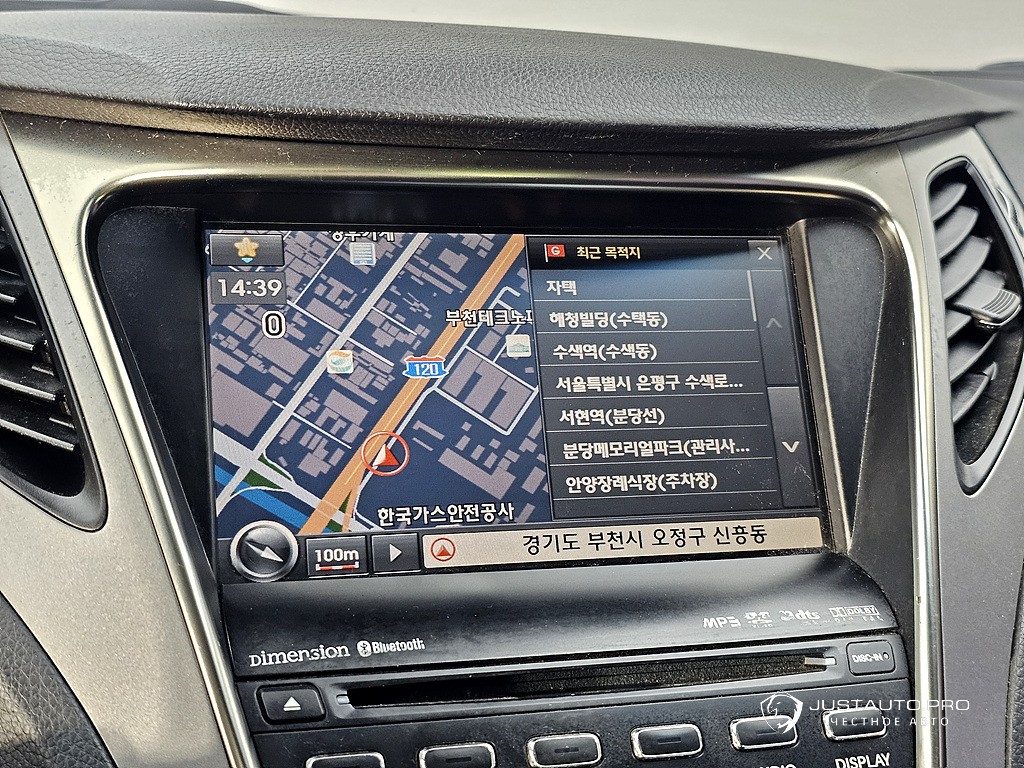 14:39
0
부천테크노파
120
한국가스안전공사
100m
최근 목적지
자택
해청빌딩(수택동)
수색역(수색동)
서울특별시 은평구 수색로...
서현역(분당선)
분당메모리얼파크(관리사...
안양장례식장(주차장)
경기도 부천시 오정구 신흥동
MP3
dts
DOLBY
Dimension Bluetooth
DISC-IN
DISPLAY
JUSTAUTO.PRO
ЧЕСТНОЕ АВТО